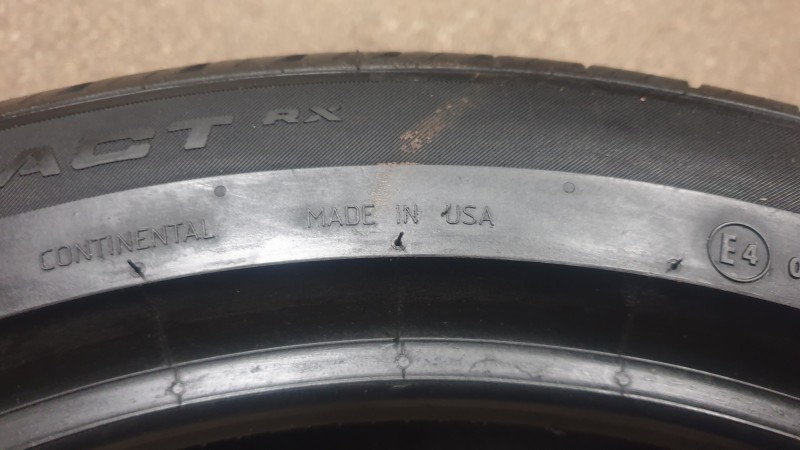 ACT RX
CONTINENTAL MADE IN USA E4